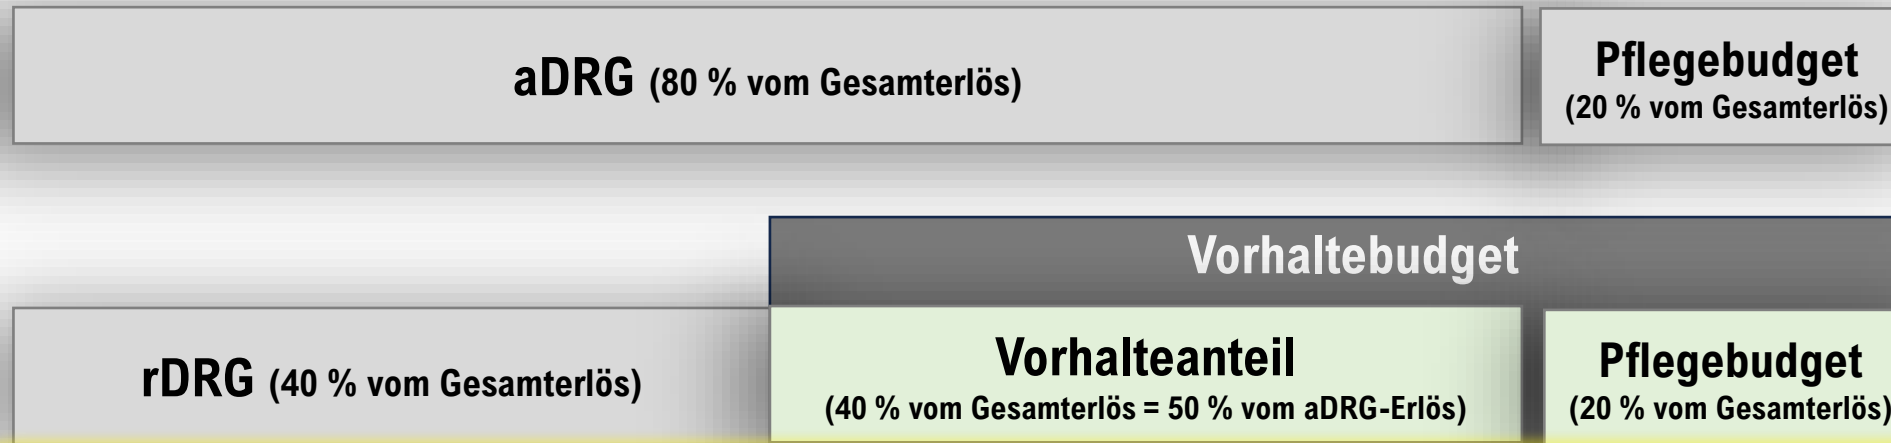 aDRG (80 % vom Gesamterlös)
Pflegebudget
(20 % vom Gesamterlös)
Vorhaltebudget
rDRG (40 % vom Gesamterlös)
Vorhalteanteil
(40 % vom Gesamterlös = 50 % vom aDRG-Erlös)
Pflegebudget
(20 % vom Gesamterlös)